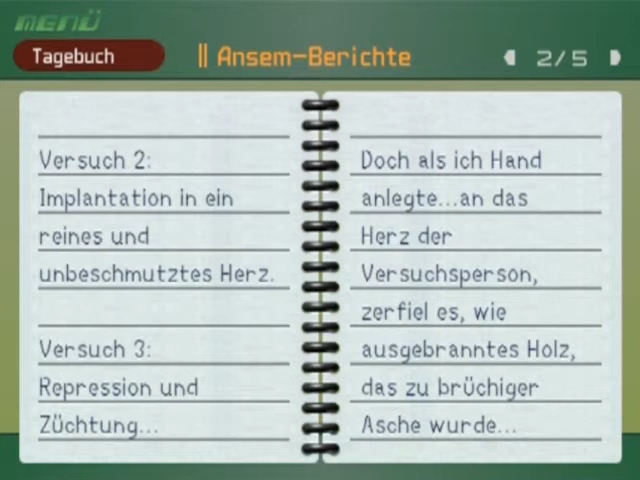 MENÜ
Tagebuch
Ansem-Berichte
2/5
Versuch 2:
Implantation in ein
reines und
unbeschmutztes Herz.
Versuch 3:
Repression und
Züchtung...
Doch als ich Hand
anlegte...an das
Herz der
Versuchsperson,
zerfiel es, wie
ausgebranntes Holz,
das zu brüchiger
Asche wurde...